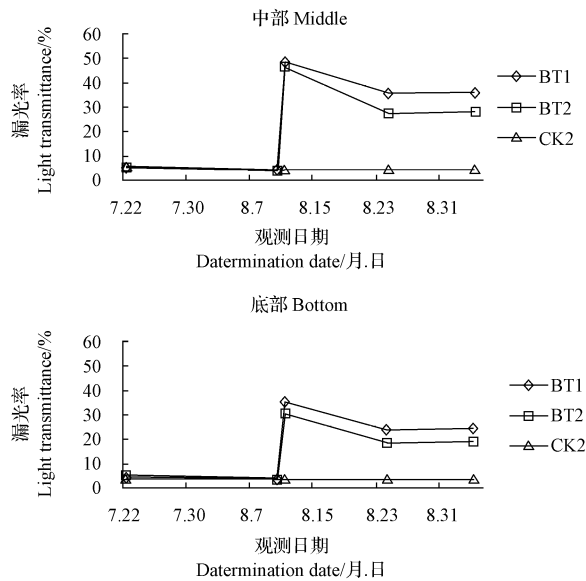 中部 Middle
漏光率
Light transmittance/%
60
50
40
30
20
10
0
7.22 7.30 8.7 8.15 8.23 8.31
观测日期
Datermination date/月.日
BT1
BT2
CK2
底部 Bottom
漏光率
Light transmittance/%
60
50
40
30
20
10
0
7.22 7.30 8.7 8.15 8.23 8.31
观测日期
Datermination date/月.日
BT1
BT2
CK2